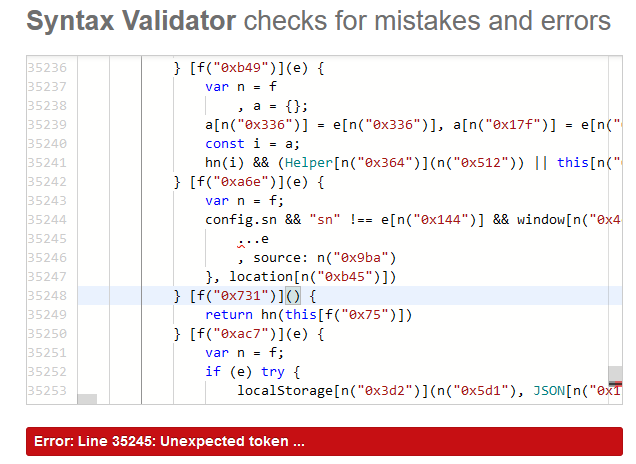 Syntax Validator checks for mistakes and errors
35236 } [f("0xb49")](e) {
35237 var n = f
35238 , a = {};
35239 a[n("0x336")] = e[n("0x336")], a[n("0x17f")] = e[n("
35240 const i = a;
35241 hn(i) && (Helper[n("0x364")](n("0x512")) || this[n("
35242 } [f("0xa6e")](e) {
35243 var n = f;
35244 config.sn && "sn" !== e[n("0x144")] && window[n("0x4
35245 ...e
35246 , source: n("0x9ba")
35247 }, location[n("0xb45")])
35248 } [f("0x731")]() {
35249 return hn(this[f("0x75")])
35250 } [f("0xac7")](e) {
35251 var n = f;
35252 if (e) try {
35253 localStorage[n("0x3d2")](n("0x5d1"), JSON[n("0x1
Error: Line 35245: Unexpected token ...